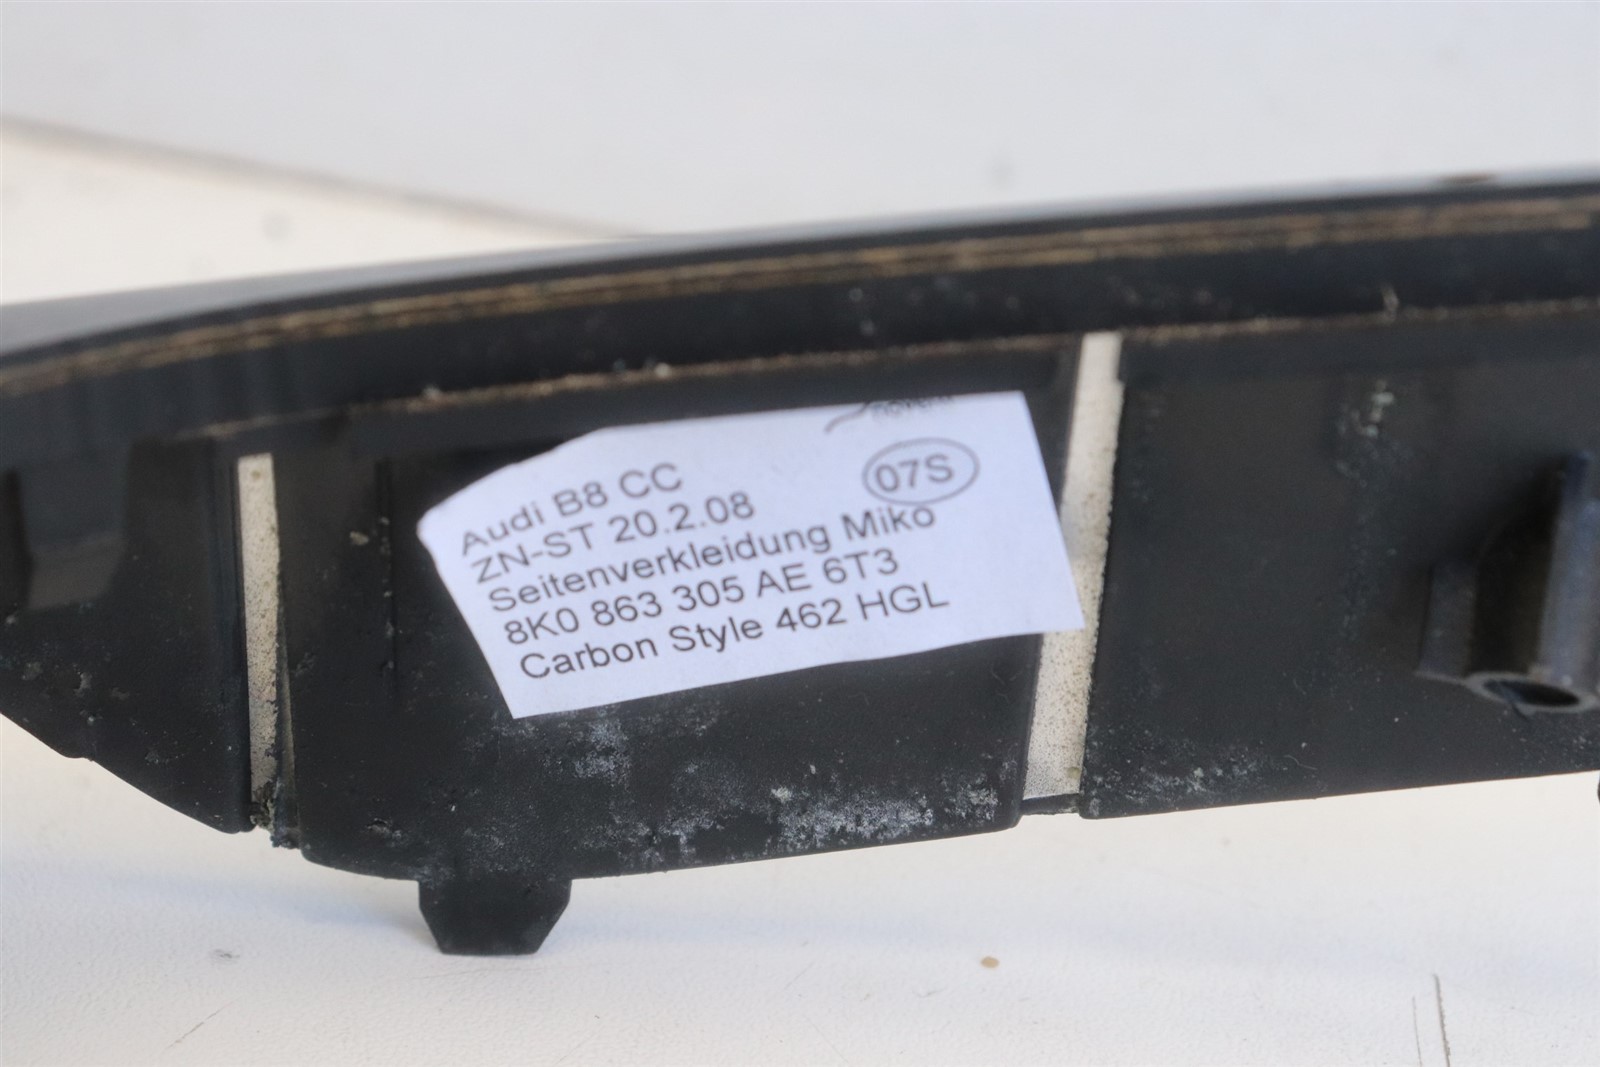 07S
Audi B8 CC
ZN-ST 20.2.08
Seitenverkleidung Miko
8K0 863 305 AE 6T3
Carbon Style 462 HGL